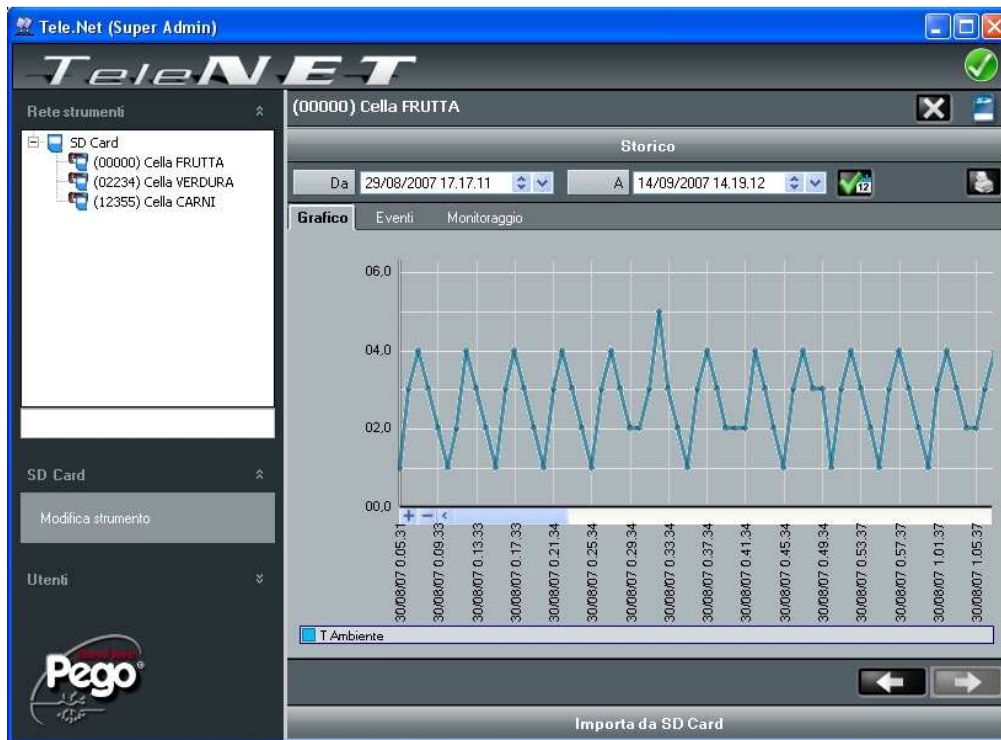 Tele.Net (Super Admin)
TeleNET
Rete strumenti
SD Card
(00000) Cella FRUTTA
(02234) Cella VERDURA
(12355) Cella CARNI
SD Card
Modifica strumento
Utenti
Pego®
(00000) Cella FRUTTA
Storico
Da 29/08/2007 17.17.11 A 14/09/2007 14.19.12 12
Grafico Eventi Monitoraggio
06,0
04,0
02,0
00,0
30/08/07 0.05.31
30/08/07 0.09.33
30/08/07 0.13.33
30/08/07 0.17.33
30/08/07 0.21.34
30/08/07 0.25.34
30/08/07 0.29.34
30/08/07 0.33.34
30/08/07 0.37.34
30/08/07 0.41.34
30/08/07 0.45.34
30/08/07 0.49.34
30/08/07 0.53.37
30/08/07 0.57.37
30/08/07 1.01.37
30/08/07 1.05.37
T Ambiente
Importa da SD Card